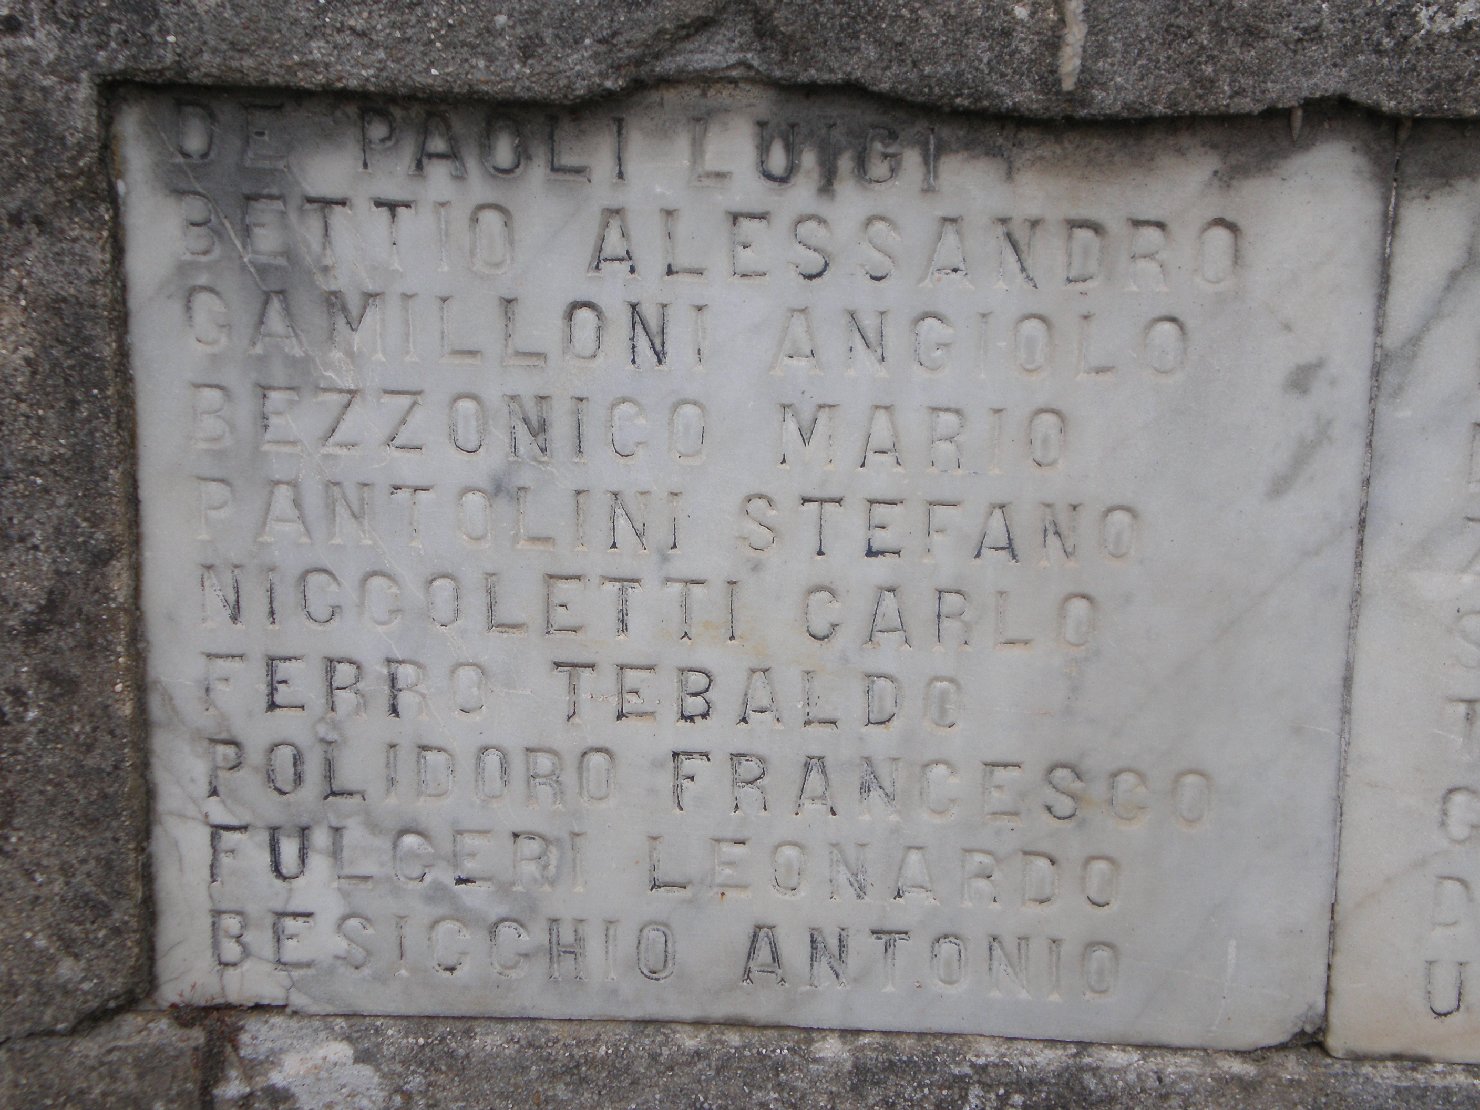 DE PAOLI LUIGI
BETTIO ALESSANDRO
CAMILLONI ANGIOLO
BEZZONICO MARIO
PANTOLINI STEFANO
NICCOLETTI CARLO
FERRO TEBALDO
POLIDORO FRANCESCO
FULGERI LEONARDO
BESICCHIO ANTONIO